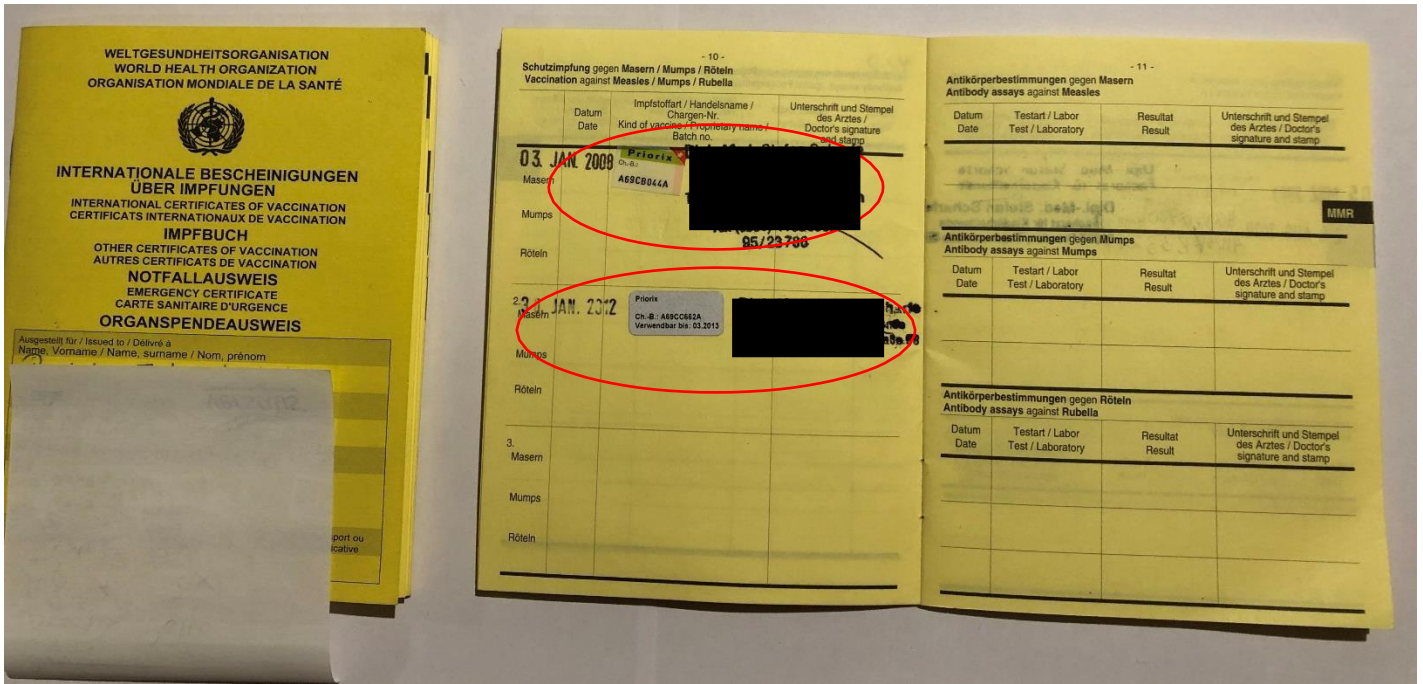 WELTGESUNDHEITSORGANISATION
WORLD HEALTH ORGANIZATION
ORGANISATION MONDIALE DE LA SANTÉ
INTERNATIONALE BESCHEINIGUNGEN
ÜBER IMPFUNGEN
INTERNATIONAL CERTIFICATES OF VACCINATION
CERTIFICATS INTERNATIONAUX DE VACCINATION
IMPFBUCH
OTHER CERTIFICATES OF VACCINATION
AUTRES CERTIFICATS DE VACCINATION
NOTFALLAUSWEIS
EMERGENCY CERTIFICATE
CARTE SANITAIRE D'URGENCE
ORGANSPENDEAUSWEIS
Ausgestellt für / Issued to / Délivré à
Name, Vorname / Name, surname / Nom, prénom
port ou
icative
- 10 -
Schutzimpfung gegen Masern / Mumps / Röteln
Vaccination against Measles / Mumps / Rubella
Datum
Date
Impfstoffart / Handelsname /
Chargen-Nr.
Kind of vaccine / Proprietary name /
Batch no.
Unterschrift und Stempel
des Arztes /
Doctor's signature
and stamp
03. JAN. 2008
Priorix
Ch.-B.:
A69CB044A
Masern
Mumps
Röteln
95/23788
2.
Masern
JAN. 2012
Priorix
Ch.-B.: A69CC662A
Verwendbar bis: 03.2013
Mumps
Röteln
3.
Masern
Mumps
Röteln
- 11 -
Antikörperbestimmungen gegen Masern
Antibody assays against Measles
Datum
Date
Testart / Labor
Test / Laboratory
Resultat
Result
Unterschrift und Stempel
des Arztes / Doctor's
signature and stamp
MMR
Antikörperbestimmungen gegen Mumps
Antibody assays against Mumps
Datum
Date
Testart / Labor
Test / Laboratory
Resultat
Result
Unterschrift und Stempel
des Arztes / Doctor's
signature and stamp
Antikörperbestimmungen gegen Röteln
Antibody assays against Rubella
Datum
Date
Testart / Labor
Test / Laboratory
Resultat
Result
Unterschrift und Stempel
des Arztes / Doctor's
signature and stamp